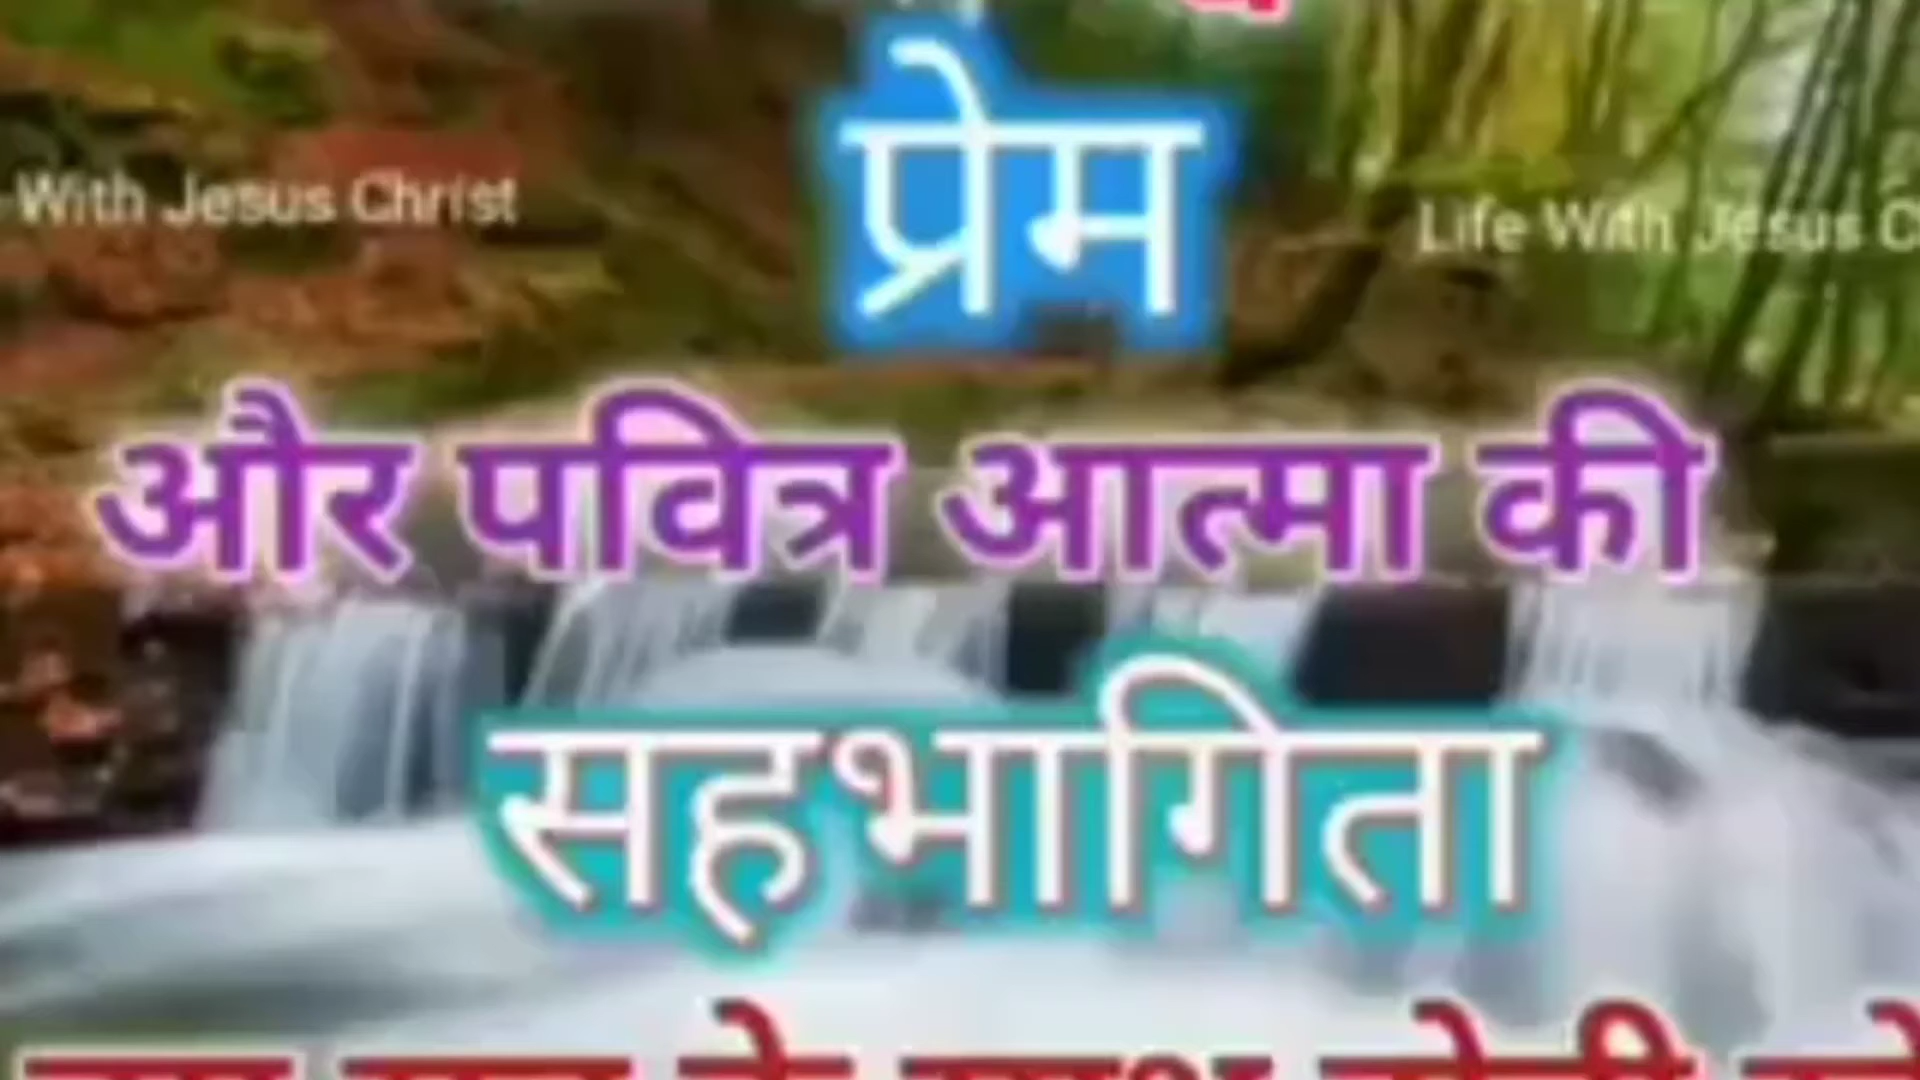 प्रेम
With Jesus Christ
Life With Jesus C
और पवित्र आत्मा की
सहभागिता